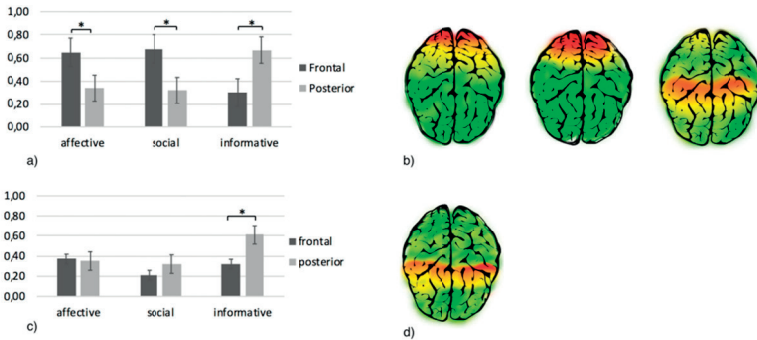 1,00
0,80
0,60
0,40
0,20
0,00
* * *
Frontal
Posterior
affective social informative
a)
b)
1,00
0,80
0,60
0,40
0,20
0,00
*
frontal
posterior
affective social informative
c)
d)